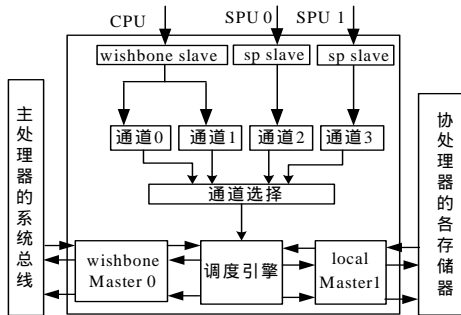 CPU
SPU 0
SPU 1
wishbone slave
sp slave
sp slave
通道0
通道1
通道2
通道3
通道选择
主处理器的系统总线
wishbone
Master 0
调度引擎
local
Master1
协处理器的各存储器